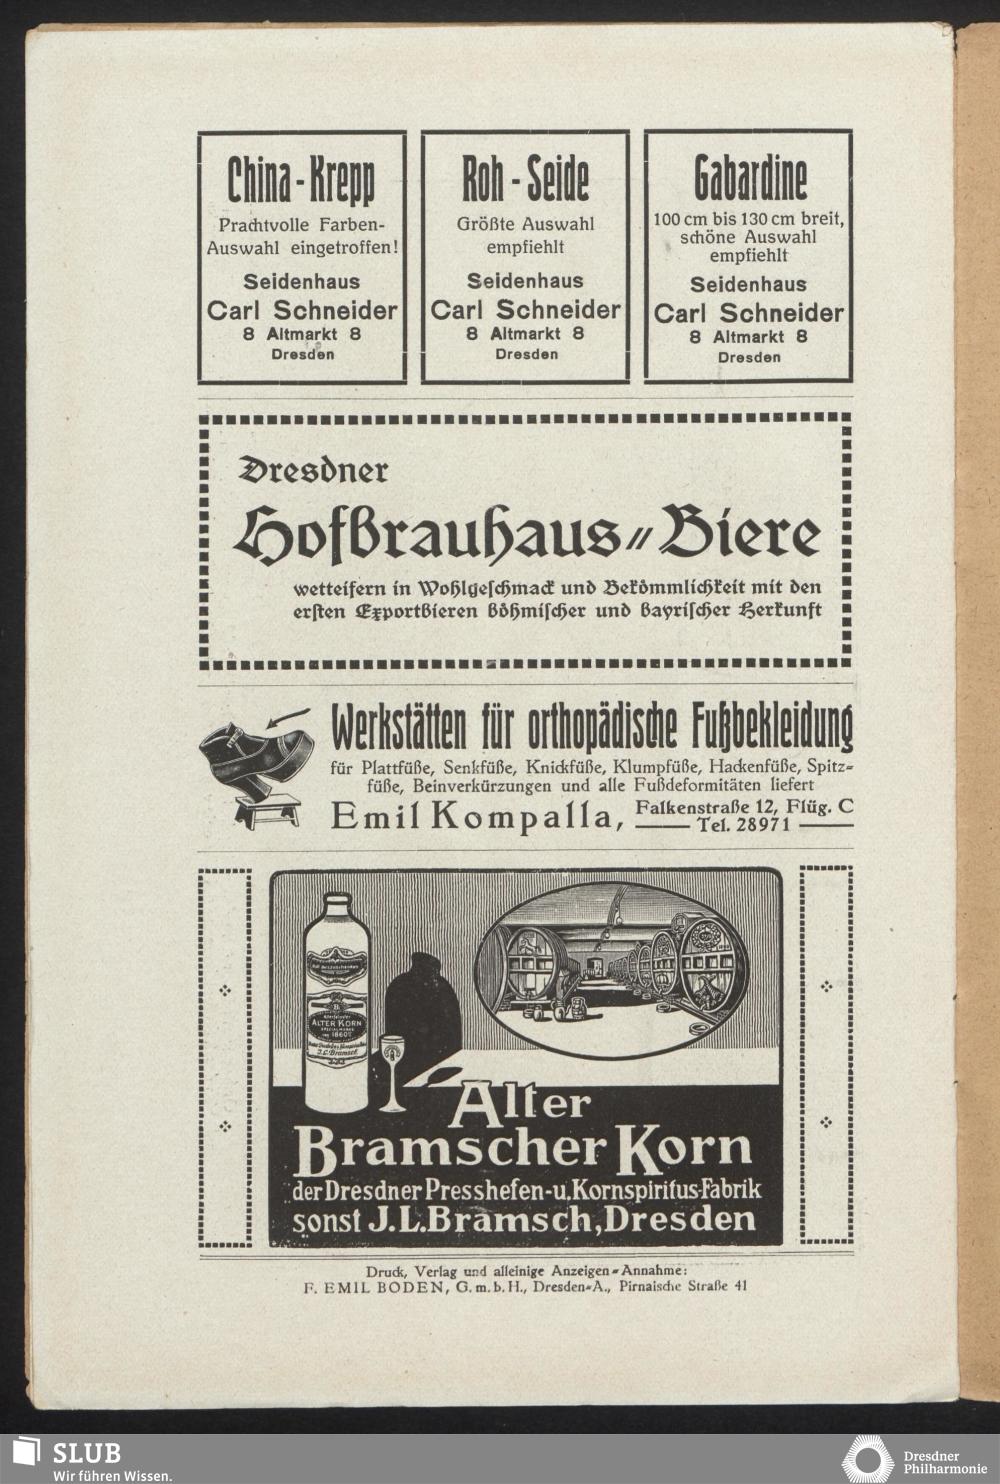 China-Krepp
Prachtvolle Farben-
Auswahl eingetroffen!
Seidenhaus
Carl Schneider
8 Altmarkt 8
Dresden
Roh-Seide
Größte Auswahl
empfiehlt
Seidenhaus
Carl Schneider
8 Altmarkt 8
Dresden
Gabardine
100 cm bis 130 cm breit,
schöne Auswahl
empfiehlt
Seidenhaus
Carl Schneider
8 Altmarkt 8
Dresden
Dresdner
Hofbrauhaus-Biere
wetteifern in Wohlgeschmack und Bekömmlichkeit mit den
ersten Exportbieren böhmischer und bayrischer Herkunft
Werkstätten für orthopädische Fußbekleidung
für Plattfüße, Senkfüße, Knickfüße, Klumpfüße, Hackenfüße, Spitz-
füße, Beinverkürzungen und alle Fußdeformitäten liefert
Emil Kompalla, Falkenstraße 12, Flüg. C
Tel. 28971
ALTER KORN
1860er
J.L. Bramsch
Alter
Bramscher Korn
der Dresdner Presshefen-u. Kornspiritus-Fabrik
sonst J.L. Bramsch, Dresden
Druck, Verlag und alleinige Anzeigen-Annahme:
F. EMIL BODEN, G. m. b. H., Dresden-A., Pirnaische Straße 41
SLUB
Wir führen Wissen.
Dresdner
Philharmonie